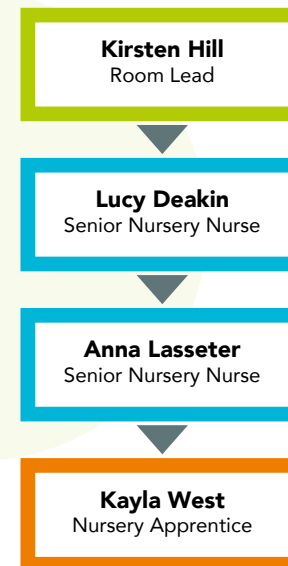 Kirsten Hill
Room Lead
Lucy Deakin
Senior Nursery Nurse
Anna Lasseter
Senior Nursery Nurse
Kayla West
Nursery Apprentice